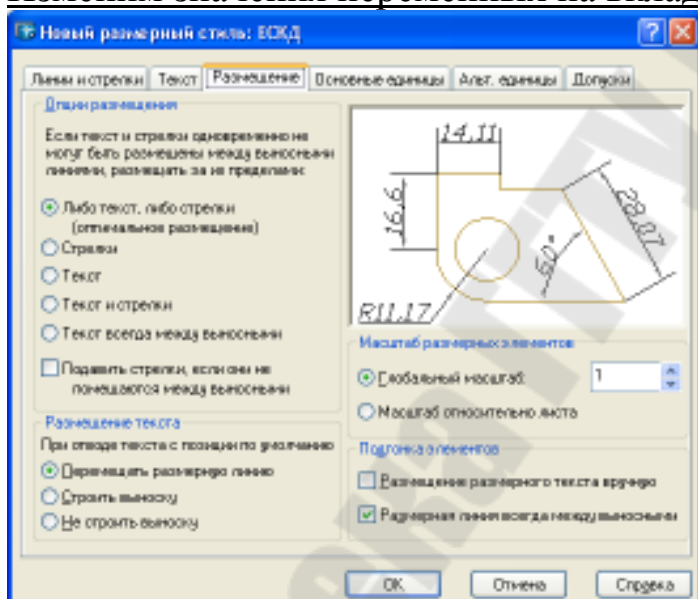 Новый размерный стиль: ЕСКД
Линии и стрелки Текст Размещение Основные единицы Альт. единицы Допуски
Опции размещения
Если текст и стрелки одновременно не
могут быть размещены между выносными
линиями, размещать за их пределами:
Либо текст, либо стрелки
(оптимальное размещение)
Стрелки
Текст
Текст и стрелки
Текст всегда между выносными
Подавить стрелки, если они не
помещаются между выносными
Размещение текста
При отводе текста с позиции по умолчанию
Перемещать размерную линию
Строить выноску
Не строить выноску
14,11
16,6
28,07
60°
R11,17
Масштаб размерных элементов
Глобальный масштаб: 1
Масштаб относительно листа
Подгонка элементов
Размещение размерного текста вручную
Размерная линия всегда между выносными
OK Отмена Справка